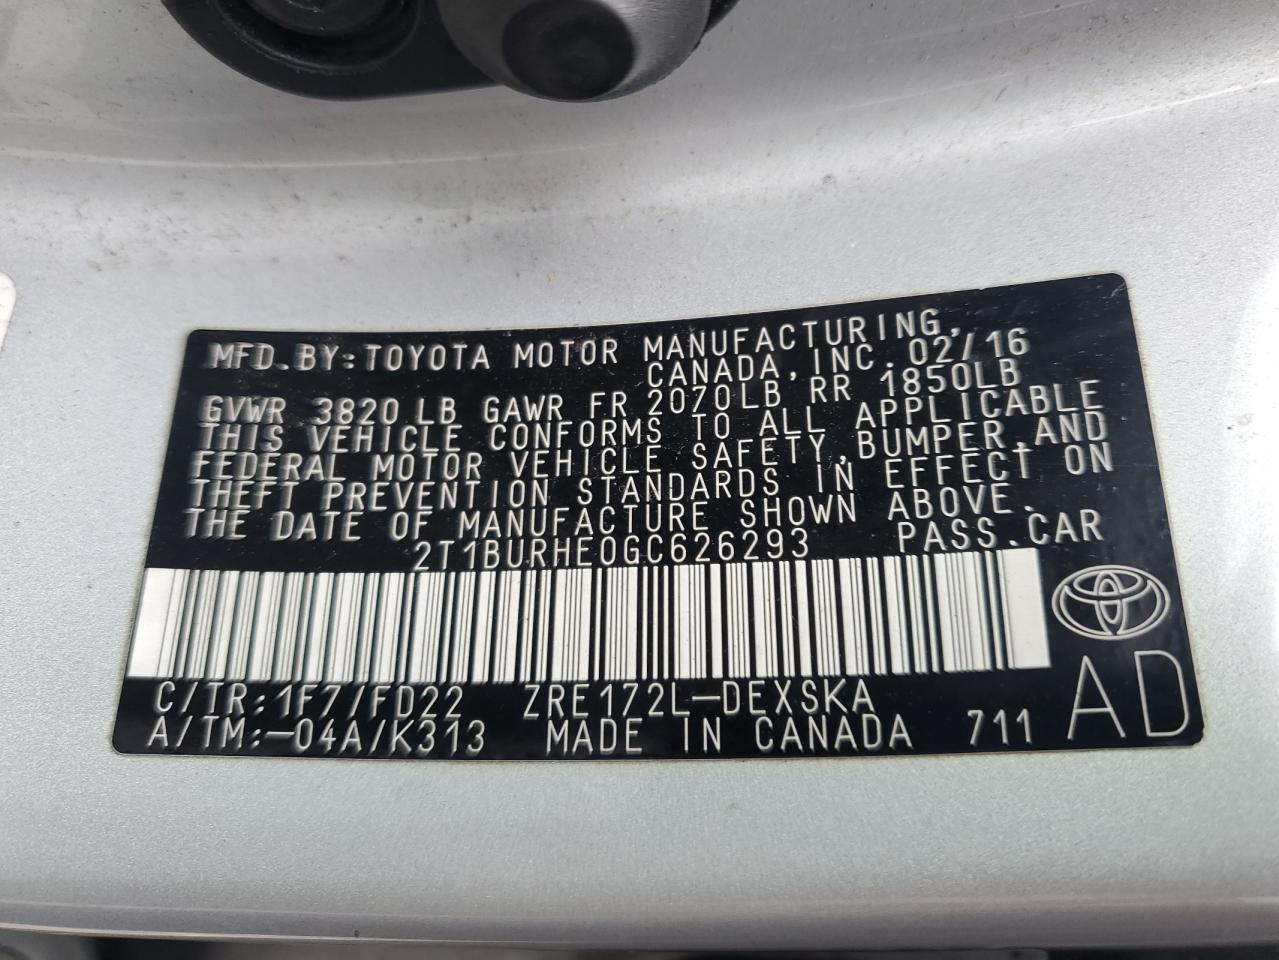 MFD.BY:TOYOTA MOTOR MANUFACTURING,
CANADA,INC.02/16
GVWR 3820LB GAWR FR 2070LB RR 1850LB
THIS VEHICLE CONFORMS TO ALL APPLICABLE
FEDERAL MOTOR VEHICLE SAFETY,BUMPER,AND
THEFT PREVENTION STANDARDS IN EFFECT ON
THE DATE OF MANUFACTURE SHOWN ABOVE.
2T1BURHE0GC626293 PASS.CAR
C/TR:1F7/FD22 ZRE172L-DEXSKA
A/TM:-04A/K313 MADE IN CANADA 711 AD